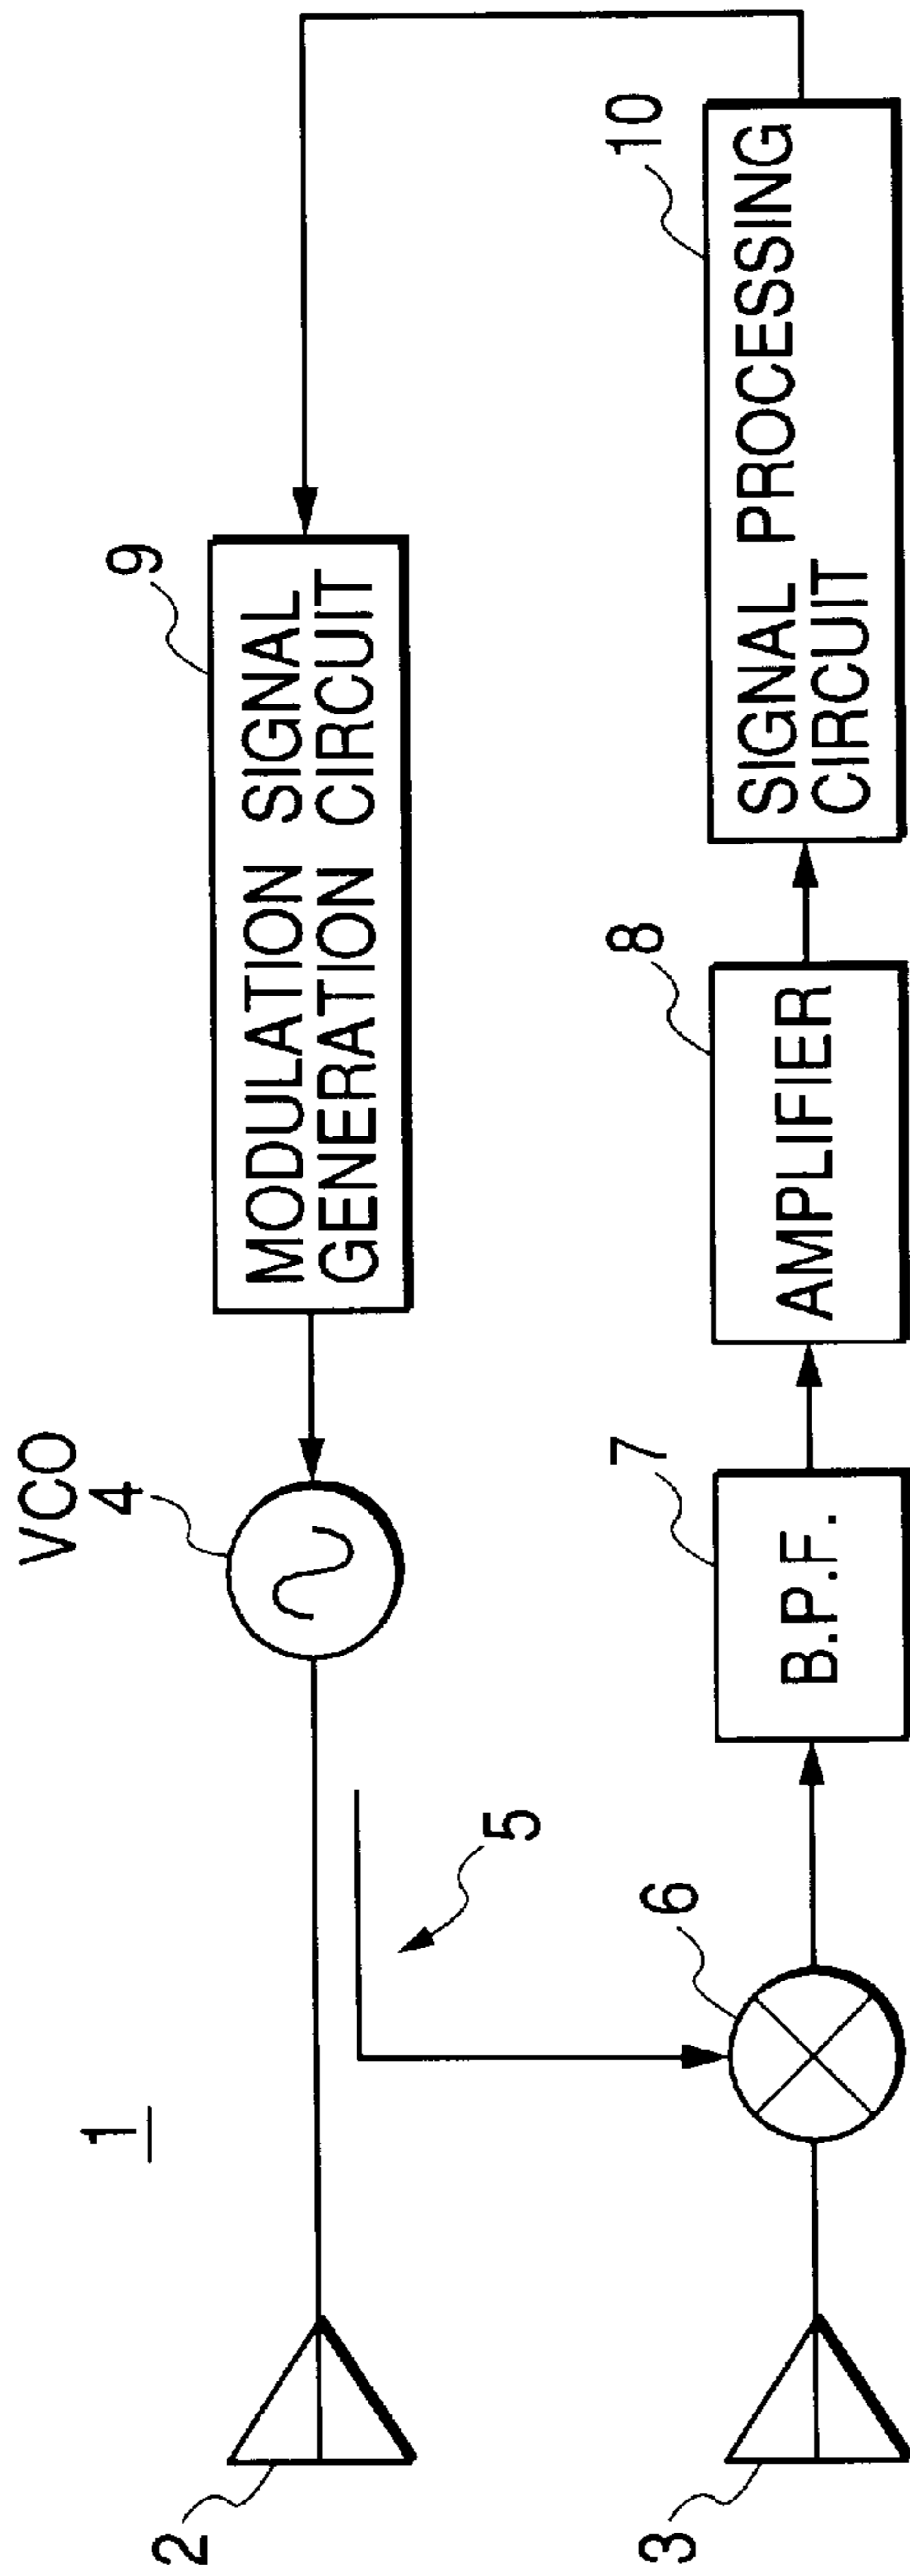 1
2
VCO
4
9
MODULATION SIGNAL
GENERATION CIRCUIT
5
3
6
7
B.P.F.
8
AMPLIFIER
10
SIGNAL PROCESSING
CIRCUIT